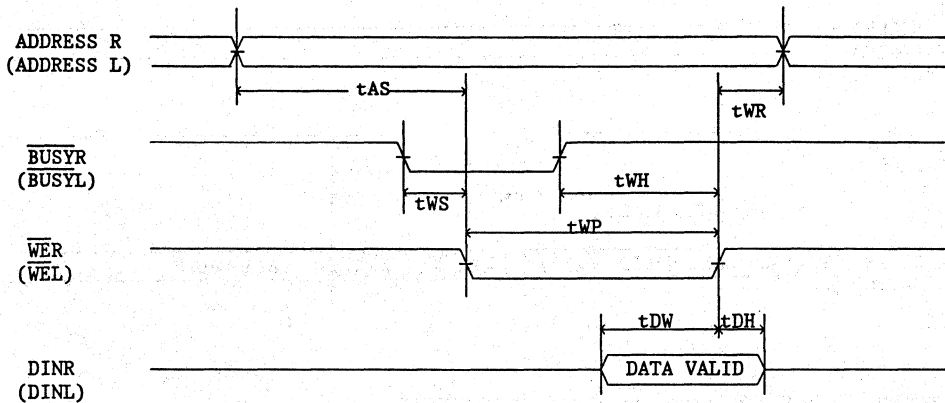 ADDRESS R
(ADDRESS L)
tAS
tWR
BUSYR
(BUSYL)
tWS
tWH
tWP
WER
(WEL)
tDW
tDH
DINR
(DINL)
DATA VALID